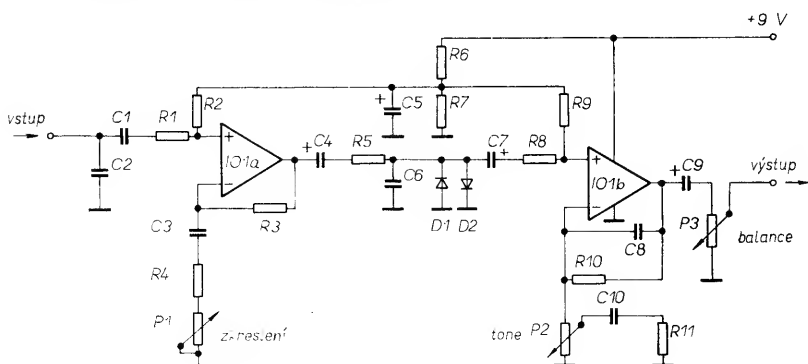 +9 V
R6
vstup
C1
R1
R2
C5
+
R7
R9
C2
+
IO1a
−
+
C4
R5
C6
D1
D2
C7
+
R8
+
IO1b
−
+
C9
výstup
C3
R3
C8
P3
balance
R4
R10
P1
zkreslení
tone
P2
C10
R11